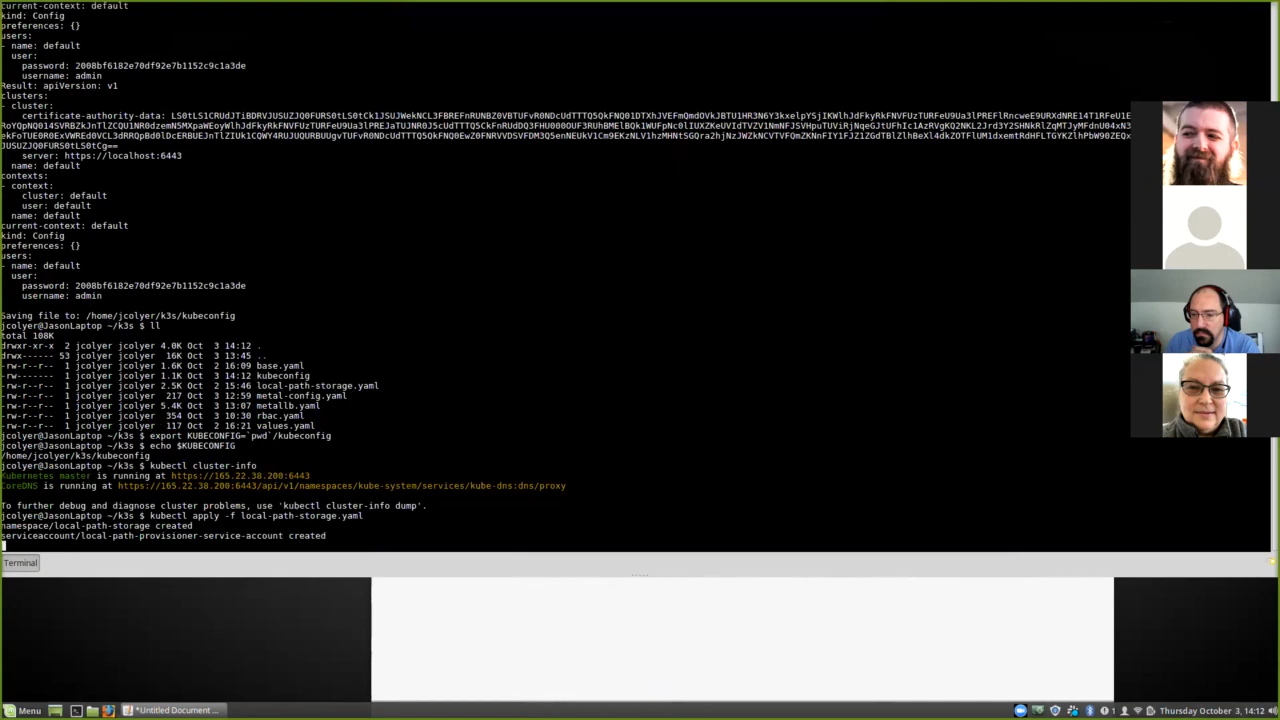 current-context: default
kind: Config
preferences: {}
users:
- name: default
  user:
    password: 2008bf6182e70df92e7b1152c9c1a3de
    username: admin
Result: apiVersion: v1
clusters:
- cluster:
    certificate-authority-data:
JUSUZJQ0FURS0tLS0tCg==
    server: https://localhost:6443
  name: default
contexts:
- context:
    cluster: default
    user: default
  name: default
current-context: default
kind: Config
preferences: {}
users:
- name: default
  user:
    password: 2008bf6182e70df92e7b1152c9c1a3de
    username: admin
Saving file to: /home/jcolyer/k3s/kubeconfig
jcolyer@JasonLaptop ~/k3s $ ll
total 108K
drwxr-xr-x  2 jcolyer jcolyer 4.0K Oct  3 14:12 .
drwx------ 53 jcolyer jcolyer  16K Oct  3 13:45 ..
-rw-r--r--  1 jcolyer jcolyer 1.6K Oct  2 16:09 base.yaml
-rw-------  1 jcolyer jcolyer 1.1K Oct  3 14:12 kubeconfig
-rw-r--r--  1 jcolyer jcolyer 2.5K Oct  2 15:46 local-path-storage.yaml
-rw-r--r--  1 jcolyer jcolyer  217 Oct  3 12:59 metal-config.yaml
-rw-r--r--  1 jcolyer jcolyer 5.4K Oct  3 13:07 metallb.yaml
-rw-r--r--  1 jcolyer jcolyer  354 Oct  3 10:30 rbac.yaml
-rw-r--r--  1 jcolyer jcolyer  117 Oct  2 16:21 values.yaml
jcolyer@JasonLaptop ~/k3s $ export KUBECONFIG=`pwd`/kubeconfig
jcolyer@JasonLaptop ~/k3s $ echo $KUBECONFIG
/home/jcolyer/k3s/kubeconfig
jcolyer@JasonLaptop ~/k3s $ kubectl cluster-info
Kubernetes master is running at https://165.22.38.200:6443
CoreDNS is running at https://165.22.38.200:6443/api/v1/namespaces/kube-system/services/kube-dns:dns/proxy
To further debug and diagnose cluster problems, use 'kubectl cluster-info dump'.
jcolyer@JasonLaptop ~/k3s $ kubectl apply -f local-path-storage.yaml
namespace/local-path-storage created
serviceaccount/local-path-provisioner-service-account created
Terminal
Menu
*Untitled Document ...
1
Thursday October 3, 14:12